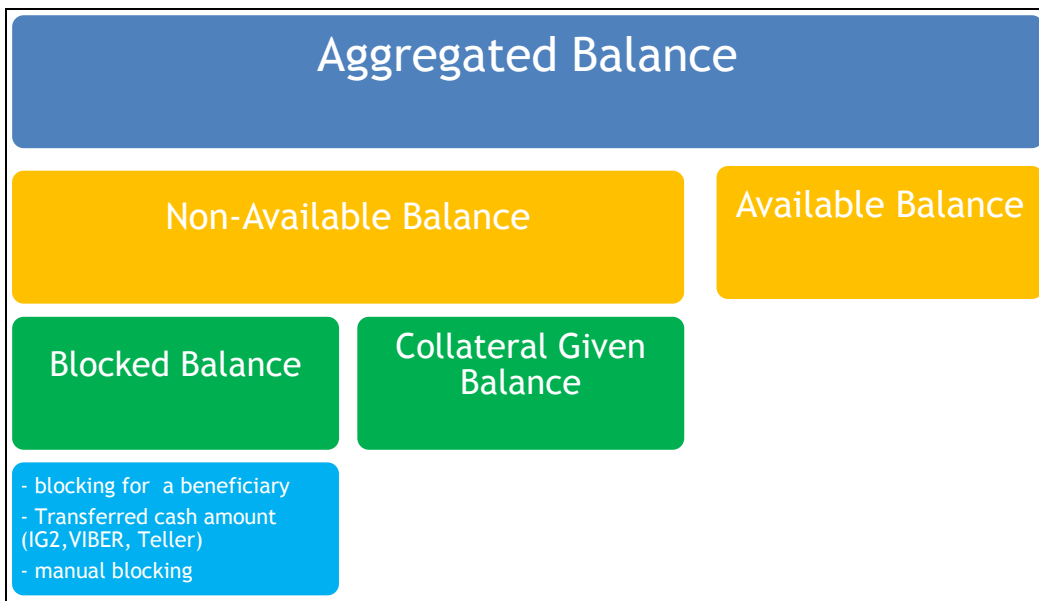 Aggregated Balance
Non-Available Balance
Available Balance
Blocked Balance
Collateral Given
Balance
- blocking for  a beneficiary
- Transferred cash amount
(IG2,VIBER, Teller)
- manual blocking